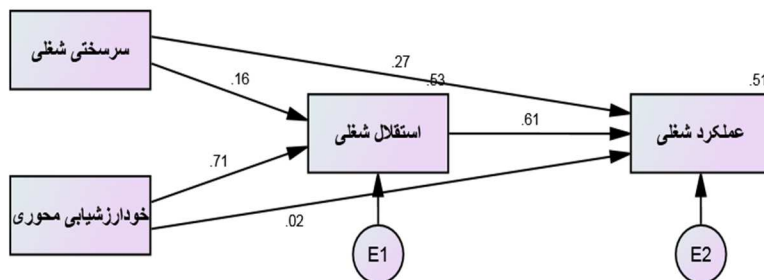 سرسختی شغلی
.27
.16
.53
.51
استقلال شغلی
.61
عملکرد شغلی
.71
خودارزشیابی محوری
.02
E1
E2